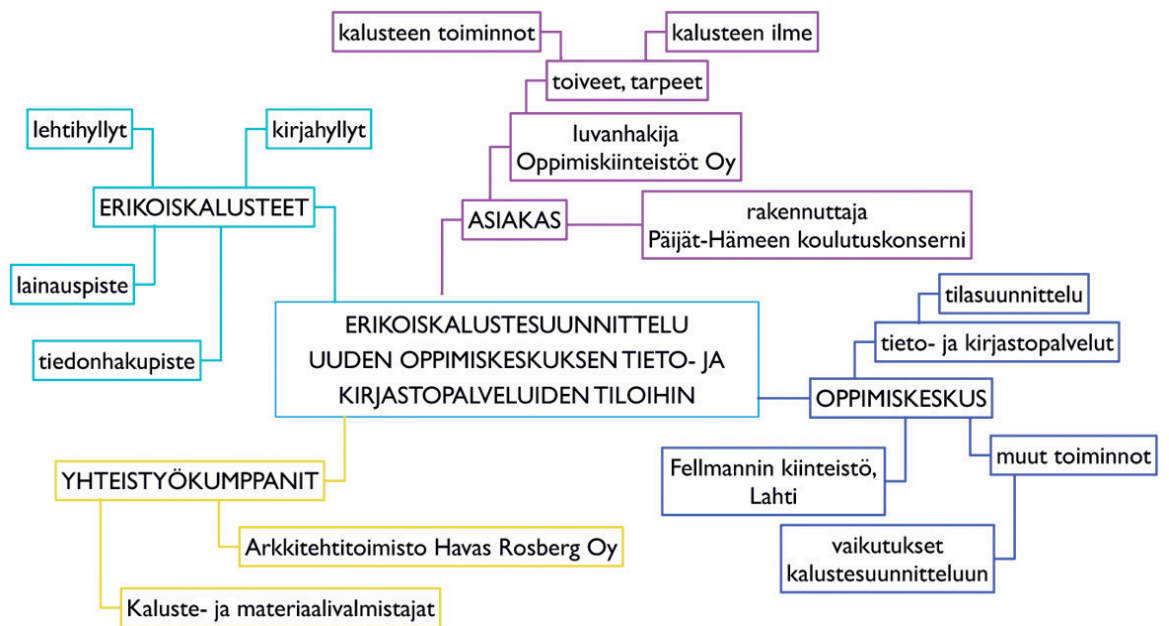 kalusteen toiminnot
kalusteen ilme
toiveet, tarpeet
luvanhakija
Oppimiskiinteistöt Oy
ASIAKAS
rakennuttaja
Päijät-Hämeen koulutuskonserni
lehtihyllyt
kirjahyllyt
ERIKOISKALUSTEET
lainauspiste
tiedonhakupiste
ERIKOISKALUSTESUUNNITTELU
UUDEN OPPIMISKESKUKSEN TIETO- JA
KIRJASTOPALVELUIDEN TILOIHIN
tilasuunnittelu
tieto- ja kirjastopalvelut
OPPIMISKESKUS
Fellmannin kiinteistö,
Lahti
muut toiminnot
vaikutukset
kalustesuunnitteluun
YHTEISTYÖKUMPPANIT
Arkkitehtitoimisto Havas Rosberg Oy
Kaluste- ja materiaalivalmistajat